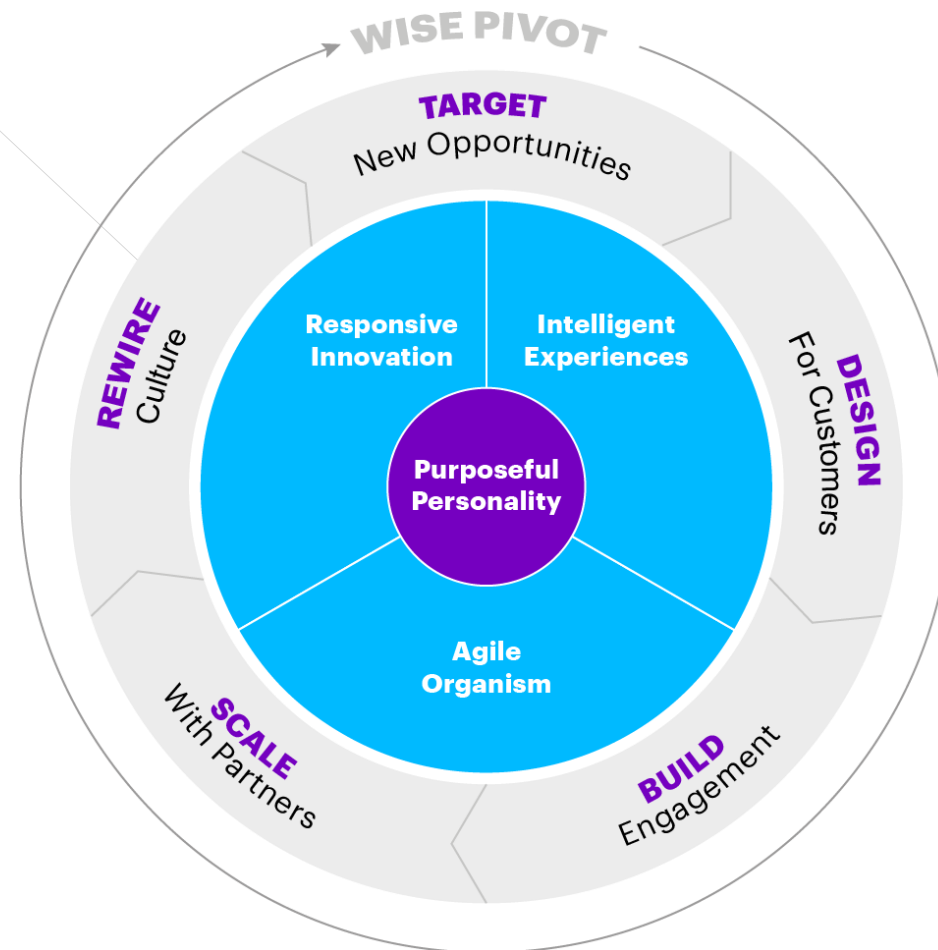 WISE PIVOT
TARGET
New Opportunities
DESIGN
For Customers
BUILD
Engagement
SCALE
With Partners
REWIRE
Culture
Responsive
Innovation
Intelligent
Experiences
Purposeful
Personality
Agile
Organism